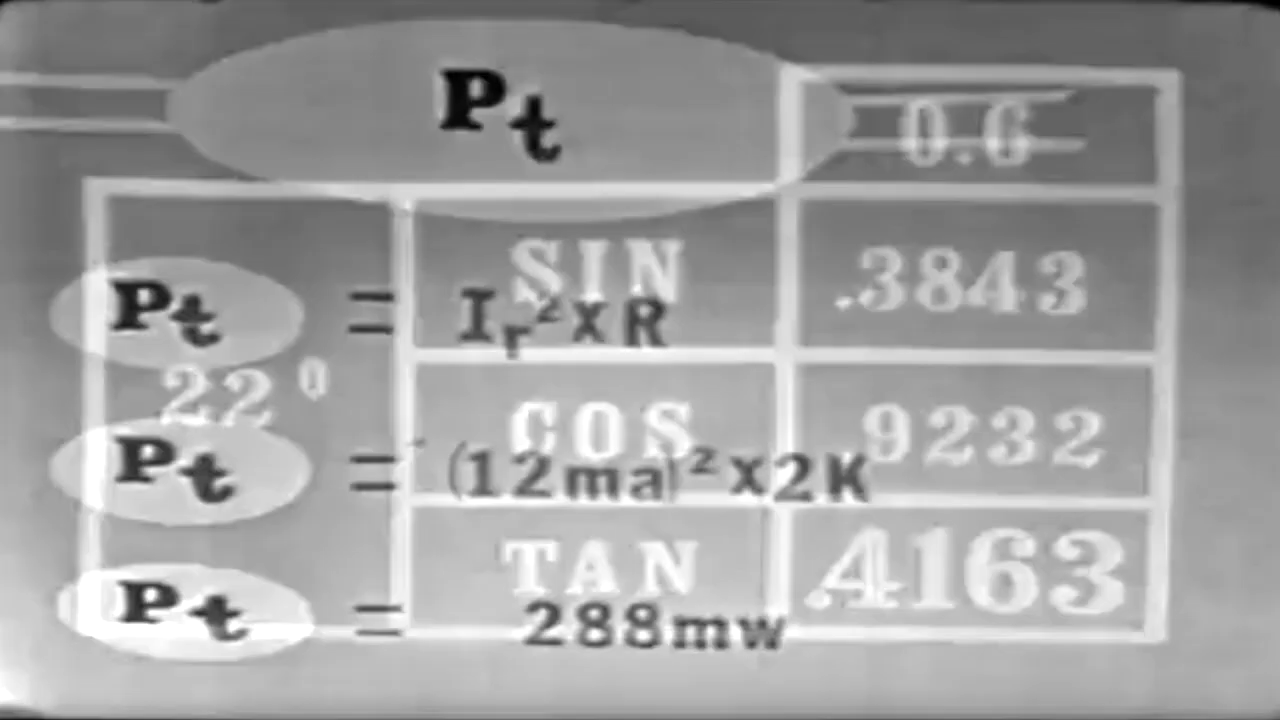 Pt
0.6
SIN .3843
Pt = Ir²XR
22°
COS 9232
Pt = (12ma)²X2K
TAN .4163
Pt = 288mw